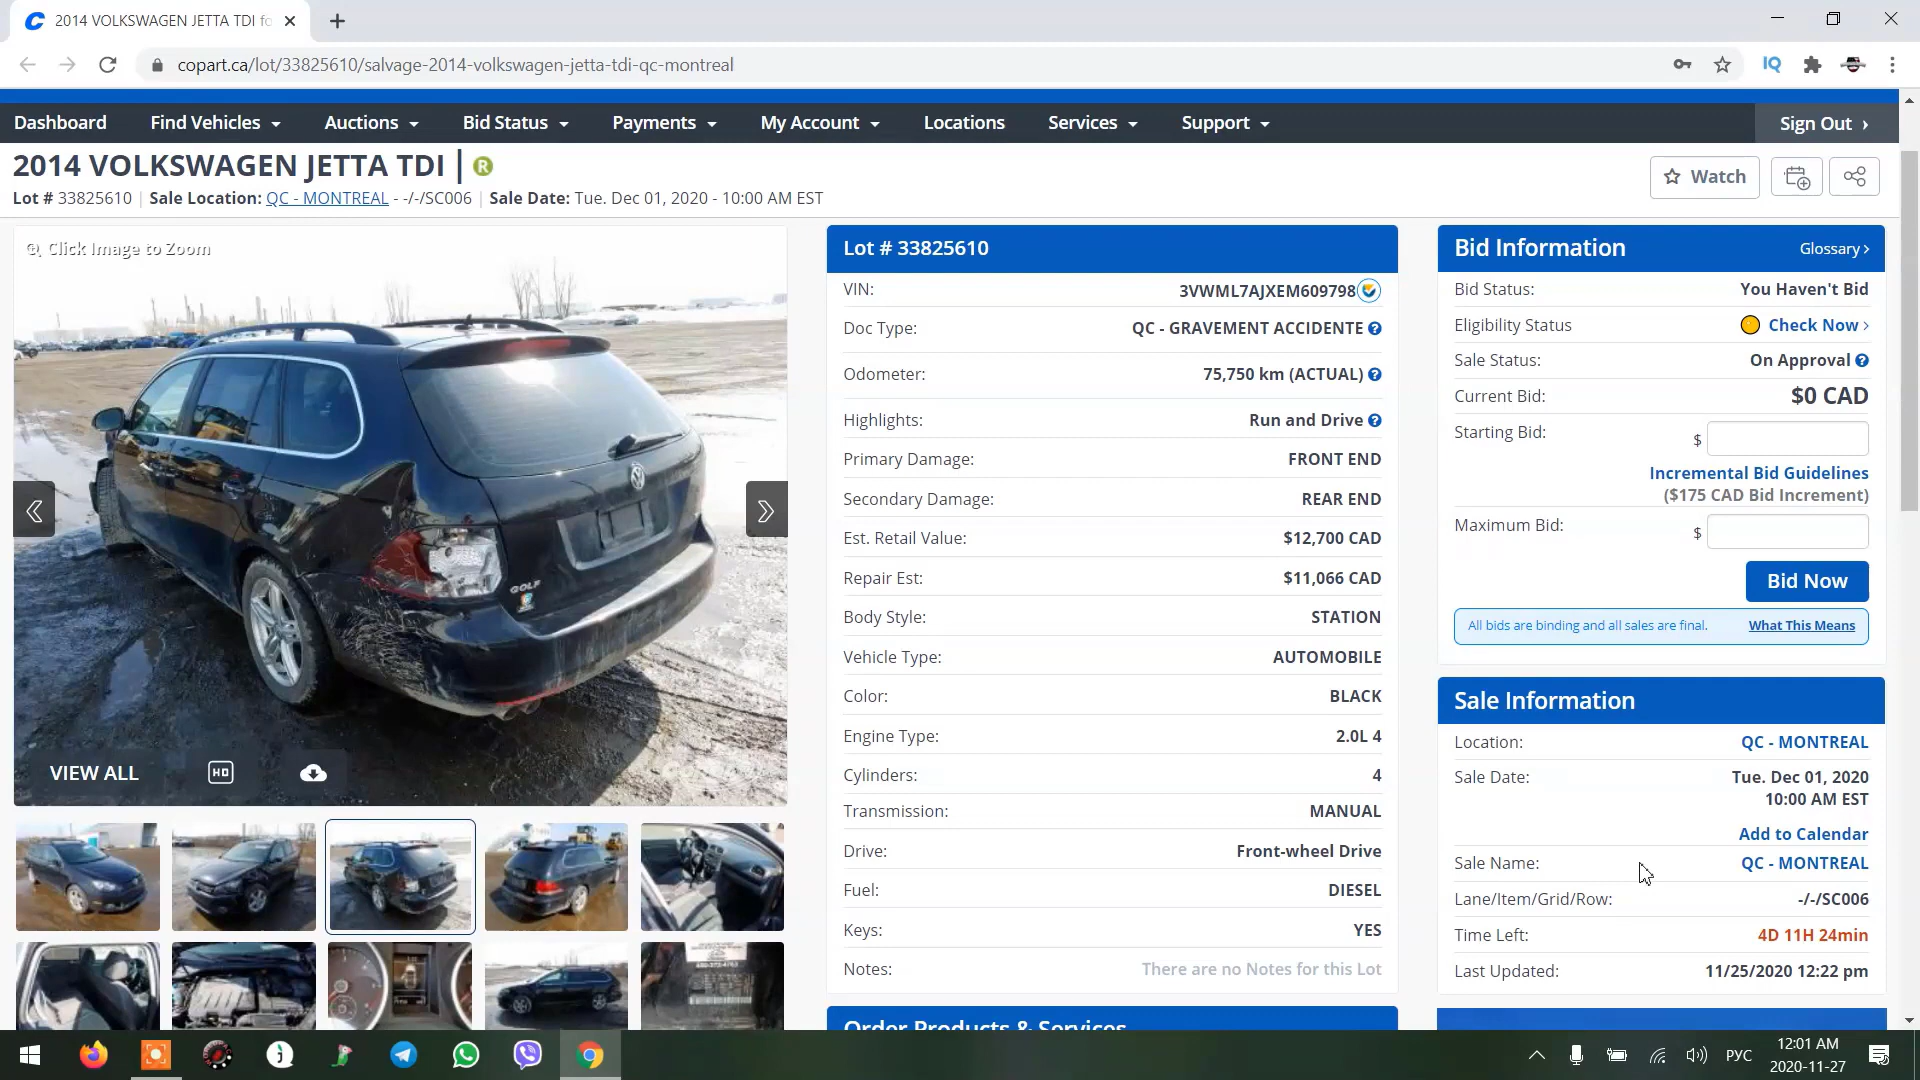 2014 VOLKSWAGEN JETTA TDI fo
copart.ca/lot/33825610/salvage-2014-volkswagen-jetta-tdi-qc-montreal
IQ
Dashboard Find Vehicles Auctions Bid Status Payments My Account Locations Services Support Sign Out ›
2014 VOLKSWAGEN JETTA TDI | R
Watch
Lot # 33825610 | Sale Location: QC - MONTREAL - -/-/SC006 | Sale Date: Tue. Dec 01, 2020 - 10:00 AM EST
Click Image to Zoom
GOLF
VIEW ALL
HD
Lot # 33825610
VIN: 3VWML7AJXEM609798
Doc Type: QC - GRAVEMENT ACCIDENTE
Odometer: 75,750 km (ACTUAL)
Highlights: Run and Drive
Primary Damage: FRONT END
Secondary Damage: REAR END
Est. Retail Value: $12,700 CAD
Repair Est: $11,066 CAD
Body Style: STATION
Vehicle Type: AUTOMOBILE
Color: BLACK
Engine Type: 2.0L 4
Cylinders: 4
Transmission: MANUAL
Drive: Front-wheel Drive
Fuel: DIESEL
Keys: YES
Notes: There are no Notes for this Lot
Order Products & Services
Bid Information Glossary ›
Bid Status: You Haven't Bid
Eligibility Status Check Now ›
Sale Status: On Approval
Current Bid: $0 CAD
Starting Bid: $
Incremental Bid Guidelines
($175 CAD Bid Increment)
Maximum Bid: $
Bid Now
All bids are binding and all sales are final. What This Means
Sale Information
Location: QC - MONTREAL
Sale Date: Tue. Dec 01, 2020
10:00 AM EST
Add to Calendar
Sale Name: QC - MONTREAL
Lane/Item/Grid/Row: -/-/SC006
Time Left: 4D 11H 24min
Last Updated: 11/25/2020 12:22 pm
РУС
12:01 AM
2020-11-27